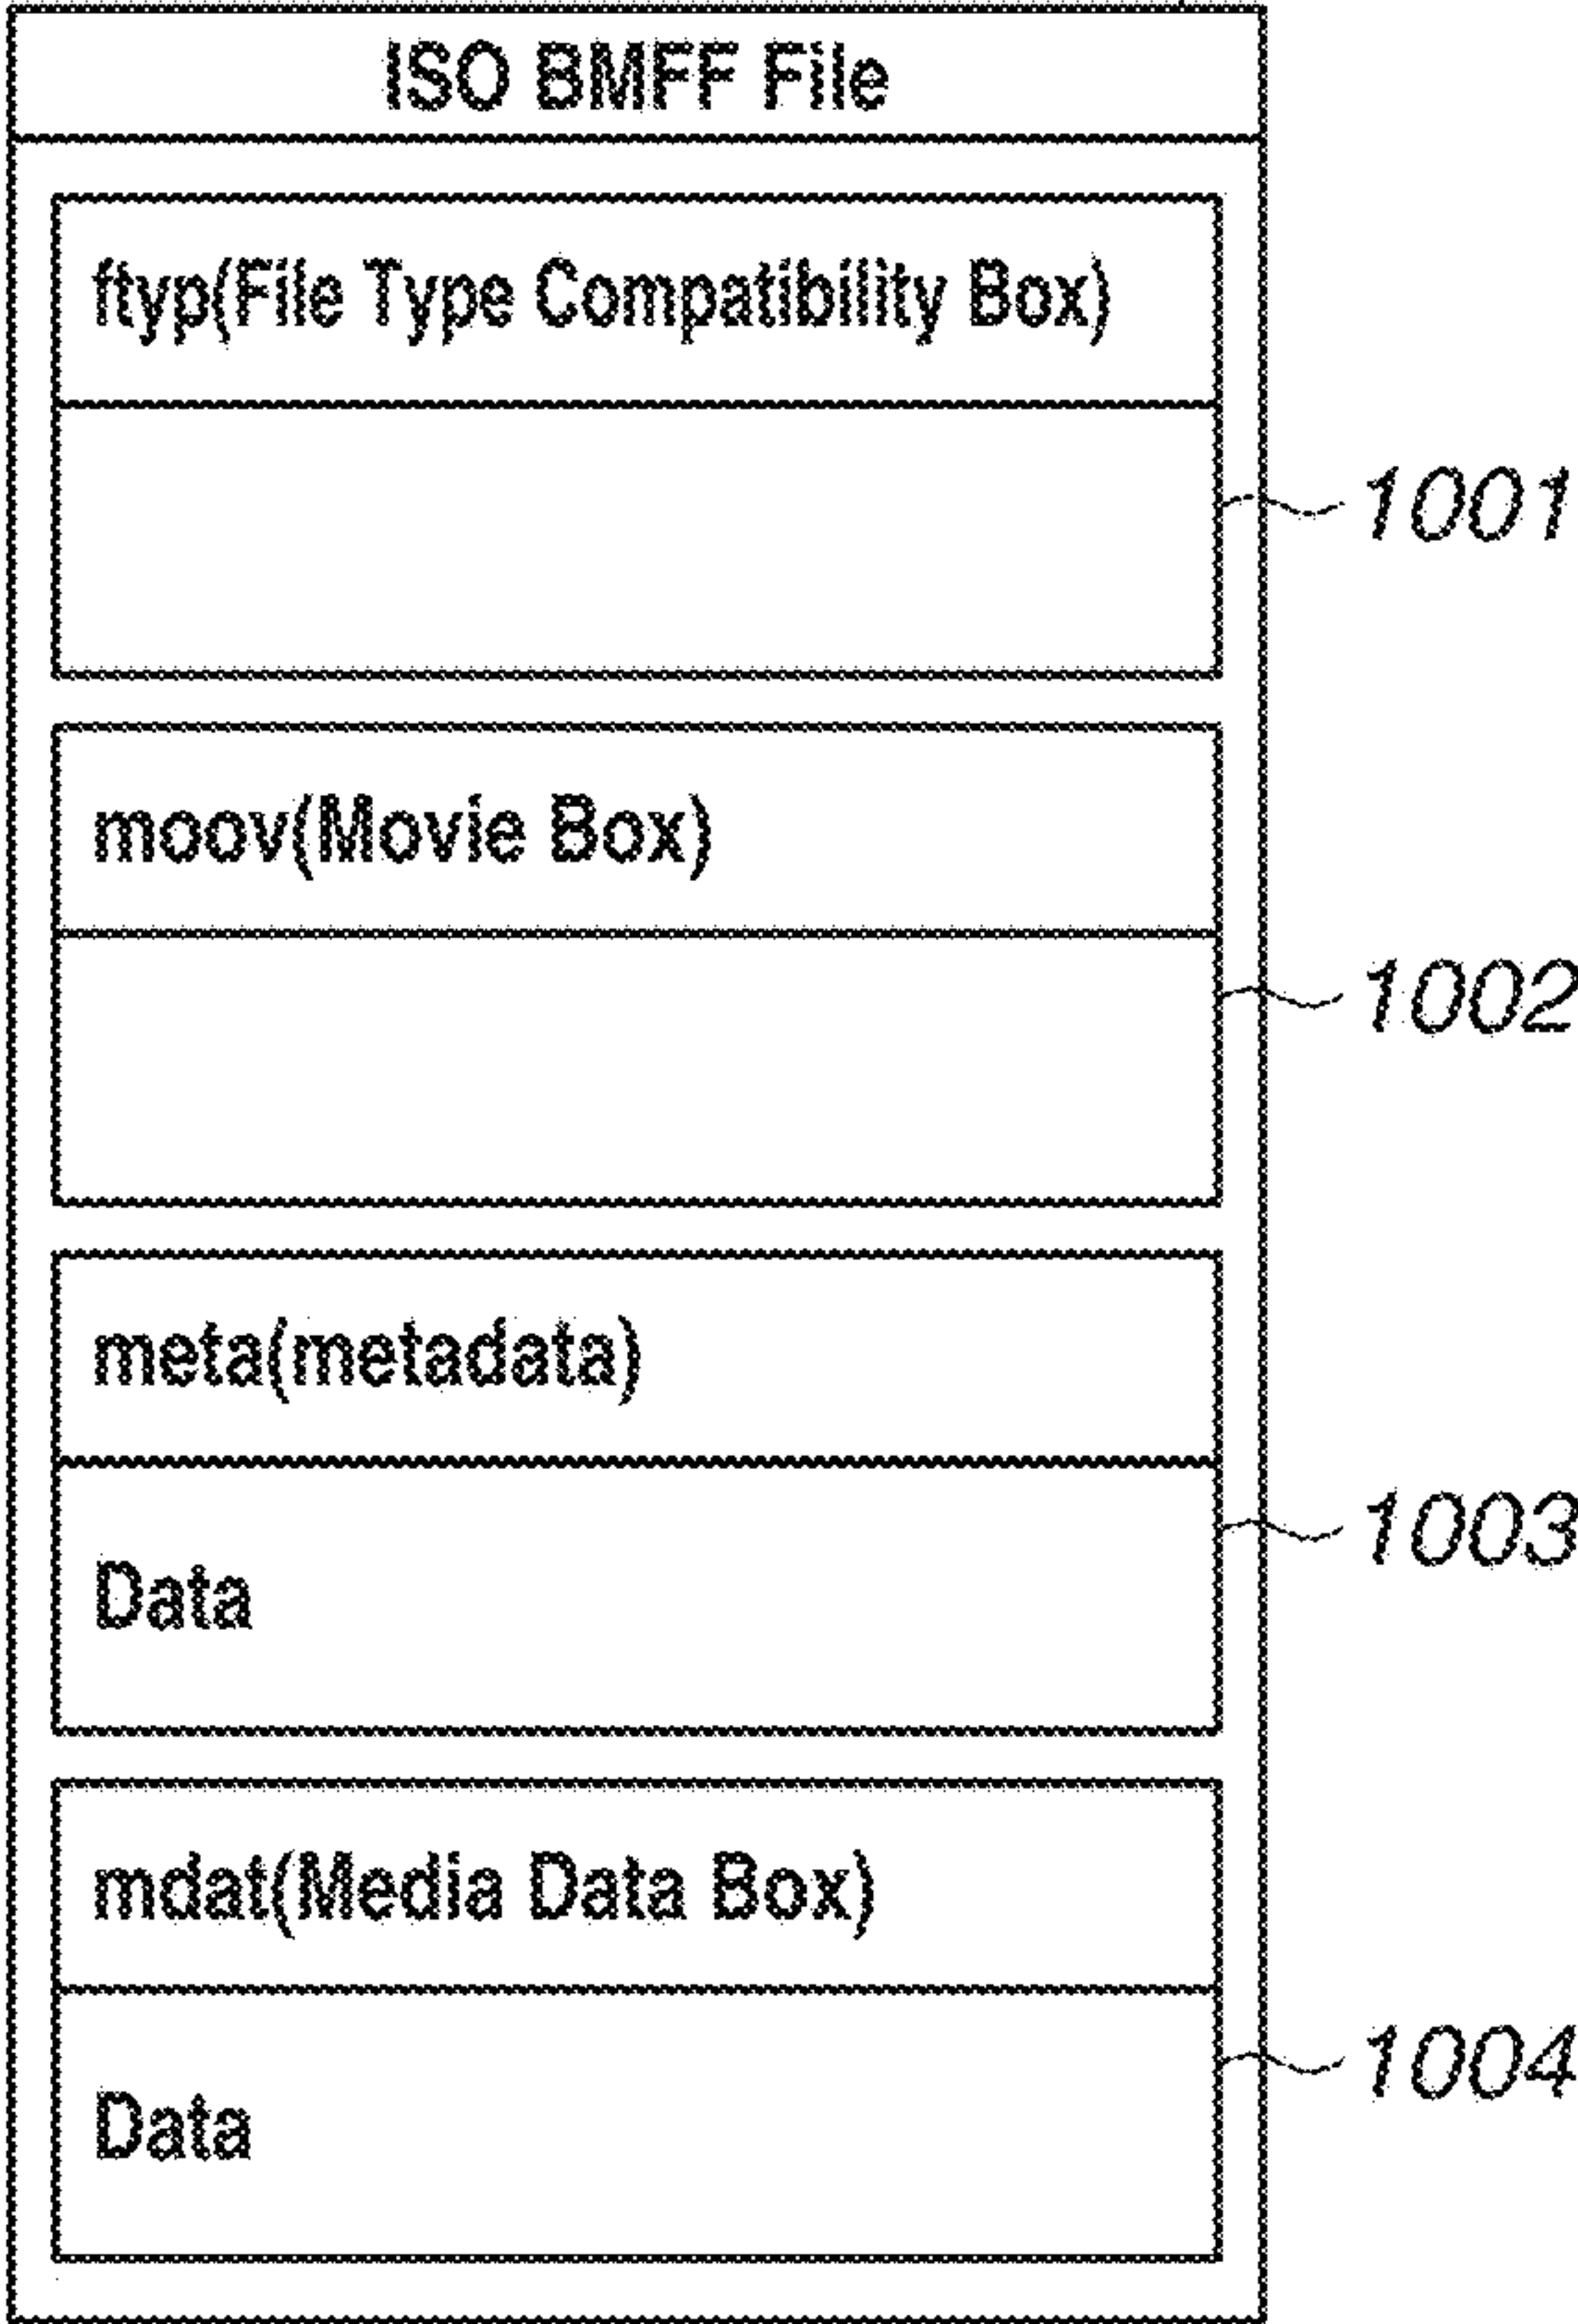 ISO BMFF File
ftyp(File Type Compatibility Box)
1001
moov(Movie Box)
1002
meta(metadata)
1003
Data
mdat(Media Data Box)
1004
Data